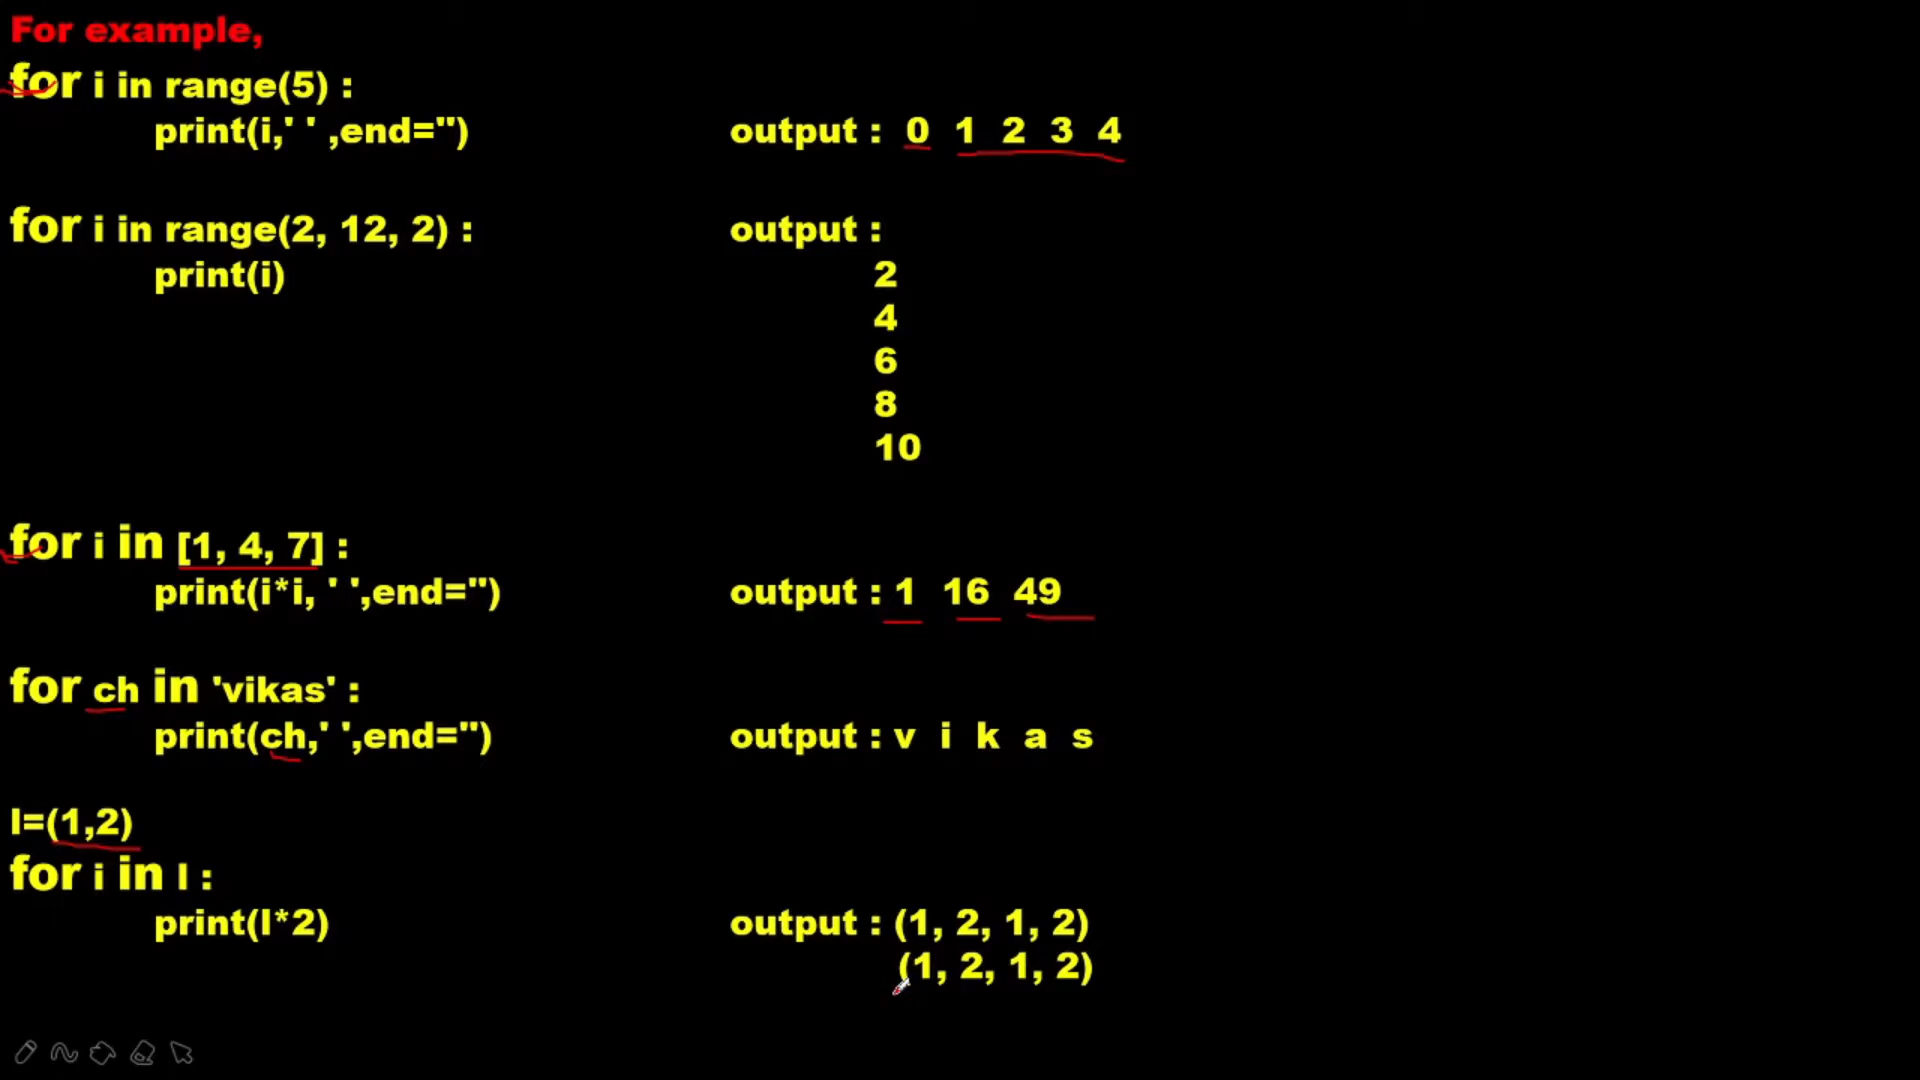 For example,
for i in range(5) :
print(i,' ' ,end='')
output : 0 1 2 3 4
for i in range(2, 12, 2) :
output :
print(i)
2
4
6
8
10
for i in [1, 4, 7] :
print(i*i, ' ',end='')
output : 1 16 49
for ch in 'vikas' :
print(ch,' ',end='')
output : v i k a s
l=(1,2)
for i in l :
print(l*2)
output : (1, 2, 1, 2)
(1, 2, 1, 2)